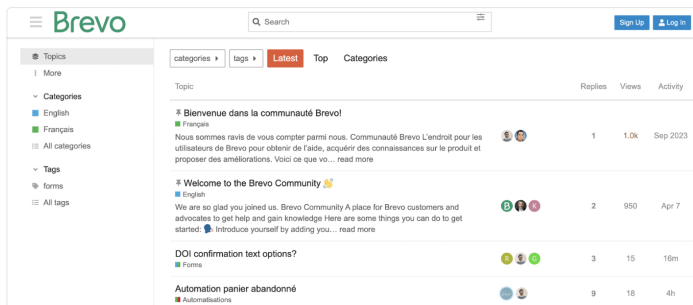 Brevo
Search
Sign Up
Log In
Topics
More
Categories
English
Français
All categories
Tags
forms
All tags
categories
tags
Latest
Top
Categories
Topic
Replies
Views
Activity
Bienvenue dans la communauté Brevo!
Français
Nous sommes ravis de vous compter parmi nous. Communauté Brevo L'endroit pour les
utilisateurs de Brevo pour obtenir de l'aide, acquérir des connaissances sur le produit et
proposer des améliorations. Voici ce que vo… read more
1
1.0k
Sep 2023
Welcome to the Brevo Community 👋
English
We are so glad you joined us. Brevo Community A place for Brevo customers and
advocates to get help and gain knowledge Here are some things you can do to get
started: 🗣 Introduce yourself by adding you… read more
B
K
2
950
Apr 7
DOI confirmation text options?
Forms
R
G
3
15
16m
Automation panier abandonné
Automatisations
9
18
4h